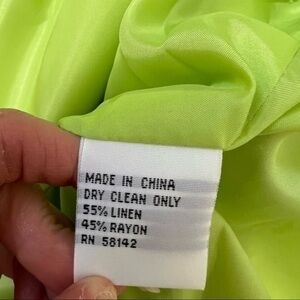 MADE IN CHINA
DRY CLEAN ONLY
55% LINEN
45% RAYON
RN 58142